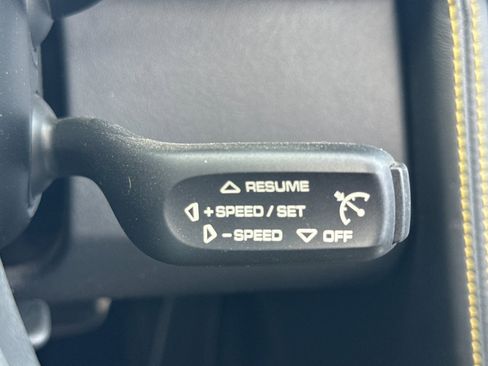 RESUME
+SPEED / SET
-SPEED OFF